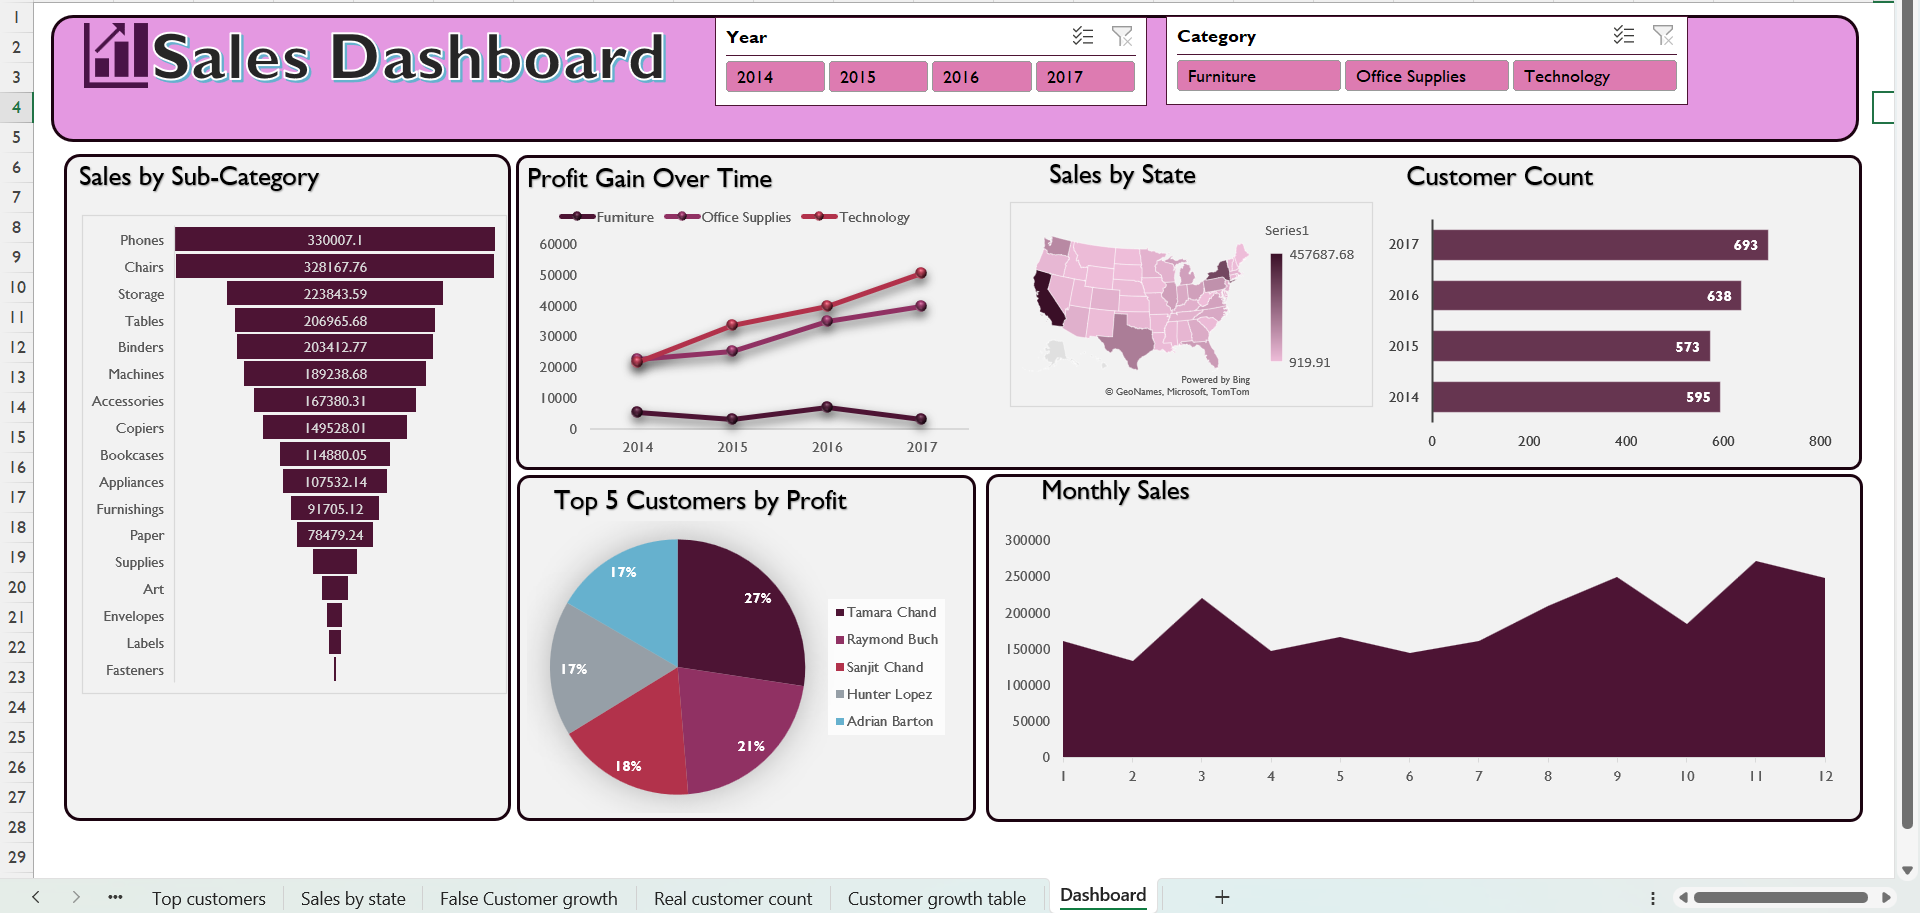 Sales Dashboard
Year
2014 2015 2016 2017
Category
Furniture Office Supplies Technology
Sales by Sub-Category
Phones 330007.1
Chairs 328167.76
Storage 223843.59
Tables 206965.68
Binders 203412.77
Machines 189238.68
Accessories 167380.31
Copiers 149528.01
Bookcases 114880.05
Appliances 107532.14
Furnishings 91705.12
Paper 78479.24
Supplies
Art
Envelopes
Labels
Fasteners
Profit Gain Over Time
Furniture Office Supplies Technology
60000
50000
40000
30000
20000
10000
0
2014 2015 2016 2017
Sales by State
Series1
457687.68
919.91
Powered by Bing
© GeoNames, Microsoft, TomTom
Customer Count
2017 693
2016 638
2015 573
2014 595
0 200 400 600 800
Top 5 Customers by Profit
17%
27%
17%
21%
18%
Tamara Chand
Raymond Buch
Sanjit Chand
Hunter Lopez
Adrian Barton
Monthly Sales
300000
250000
200000
150000
100000
50000
0
1 2 3 4 5 6 7 8 9 10 11 12
1
2
3
4
5
6
7
8
9
10
11
12
13
14
15
16
17
18
19
20
21
22
23
24
25
26
27
28
29
Top customers Sales by state False Customer growth Real customer count Customer growth table Dashboard